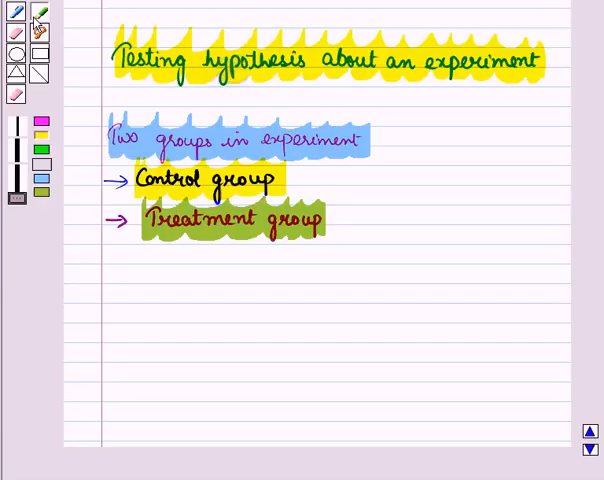 Testing hypothesis about an experiment
Two groups in experiment
→ Control group
→ Treatment group